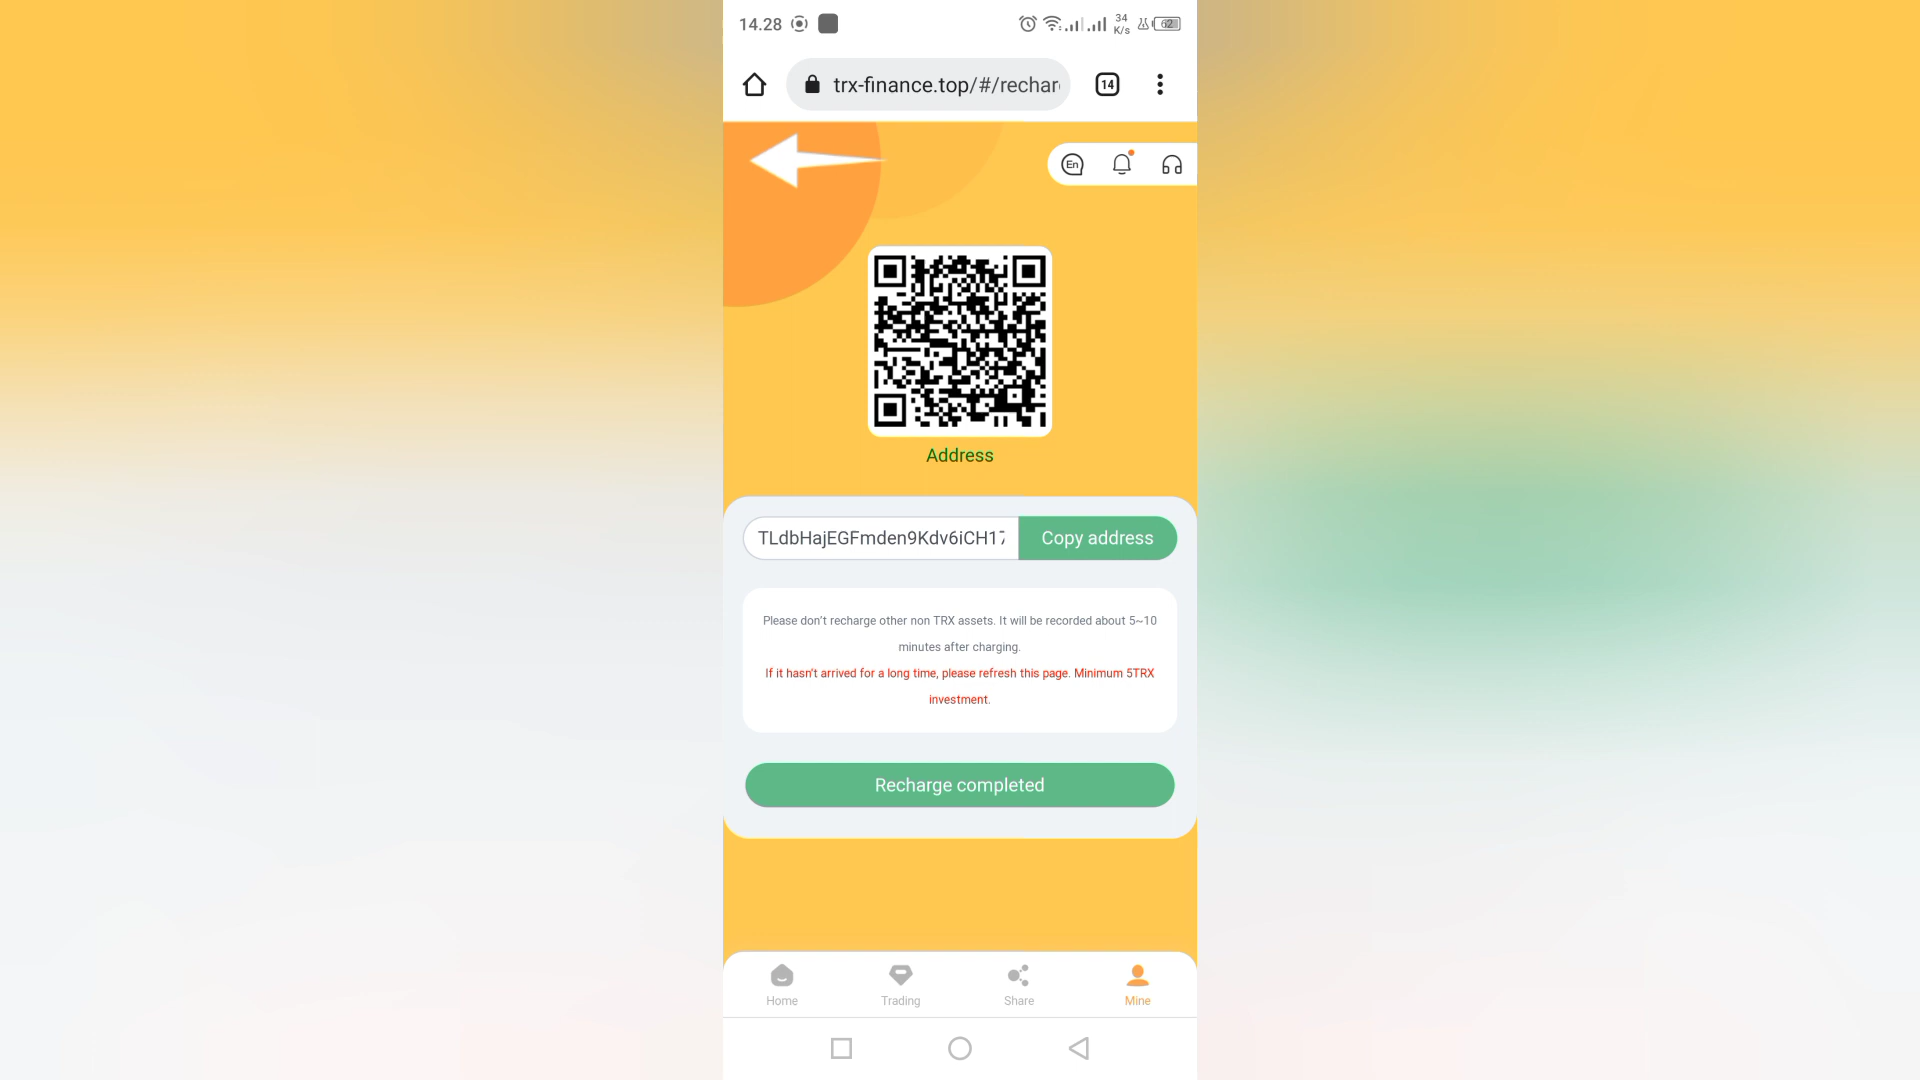 14.28
34
K/s
62
trx-finance.top/#/rechar
14
En
Address
TLdbHajEGFmden9Kdv6iCH17
Copy address
Please don't recharge other non TRX assets. It will be recorded about 5~10
minutes after charging.
If it hasn't arrived for a long time, please refresh this page. Minimum 5TRX
investment.
Recharge completed
Home
Trading
Share
Mine